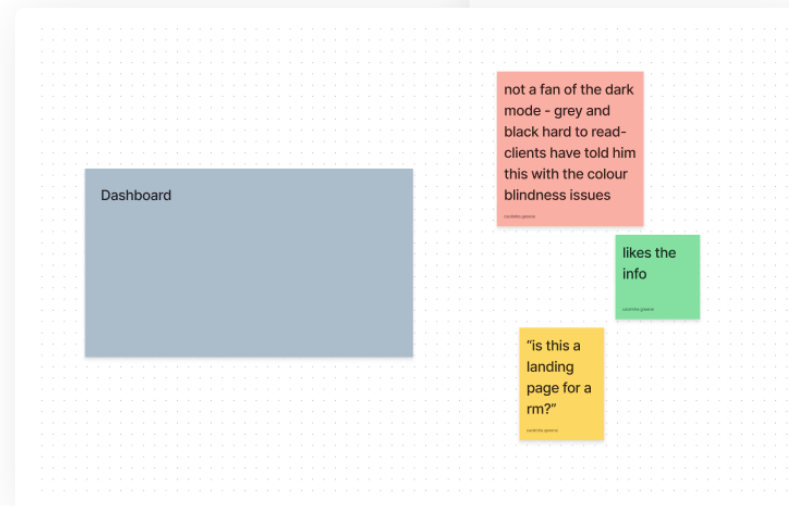 Dashboard
not a fan of the dark
mode - grey and
black hard to read-
clients have told him
this with the colour
blindness issues
likes the
info
"is this a
landing
page for a
rm?"